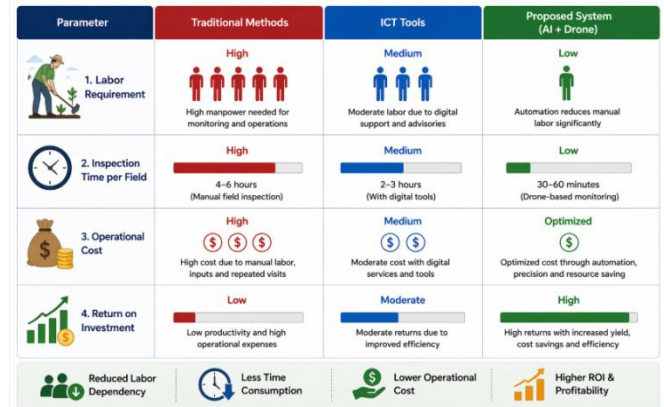 Parameter
Traditional Methods
ICT Tools
Proposed System
(AI + Drone)
1. Labor
Requirement
High
High manpower needed for
monitoring and operations
Medium
Moderate labor due to digital
support and advisories
Low
Automation reduces manual
labor significantly
2. Inspection
Time per Field
High
4–6 hours
(Manual field inspection)
Medium
2–3 hours
(With digital tools)
Low
30–60 minutes
(Drone-based monitoring)
3. Operational
Cost
High
$ $ $
High cost due to manual labor,
inputs and repeated visits
Medium
$ $
Moderate cost with digital
services and tools
Optimized
$
Optimized cost through automation,
precision and resource saving
4. Return on
Investment
Low
Low productivity and high
operational expenses
Moderate
Moderate returns due to
improved efficiency
High
High returns with increased yield,
cost savings and efficiency
Reduced Labor
Dependency
Less Time
Consumption
Lower Operational
Cost
Higher ROI &
Profitability